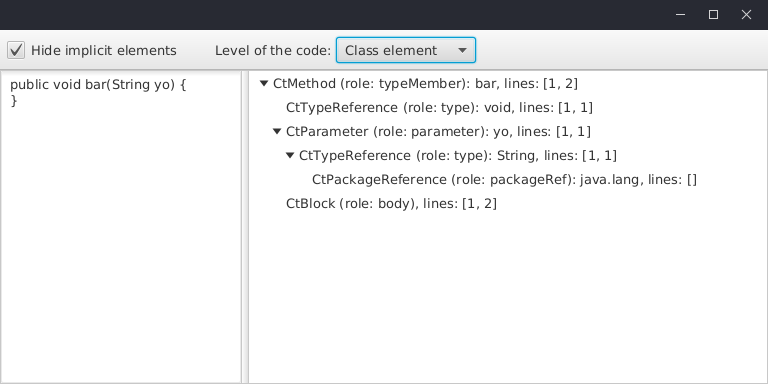 Hide implicit elements Level of the code: Class element
public void bar(String yo) {
}
CtMethod (role: typeMember): bar, lines: [1, 2]
CtTypeReference (role: type): void, lines: [1, 1]
CtParameter (role: parameter): yo, lines: [1, 1]
CtTypeReference (role: type): String, lines: [1, 1]
CtPackageReference (role: packageRef): java.lang, lines: []
CtBlock (role: body), lines: [1, 2]